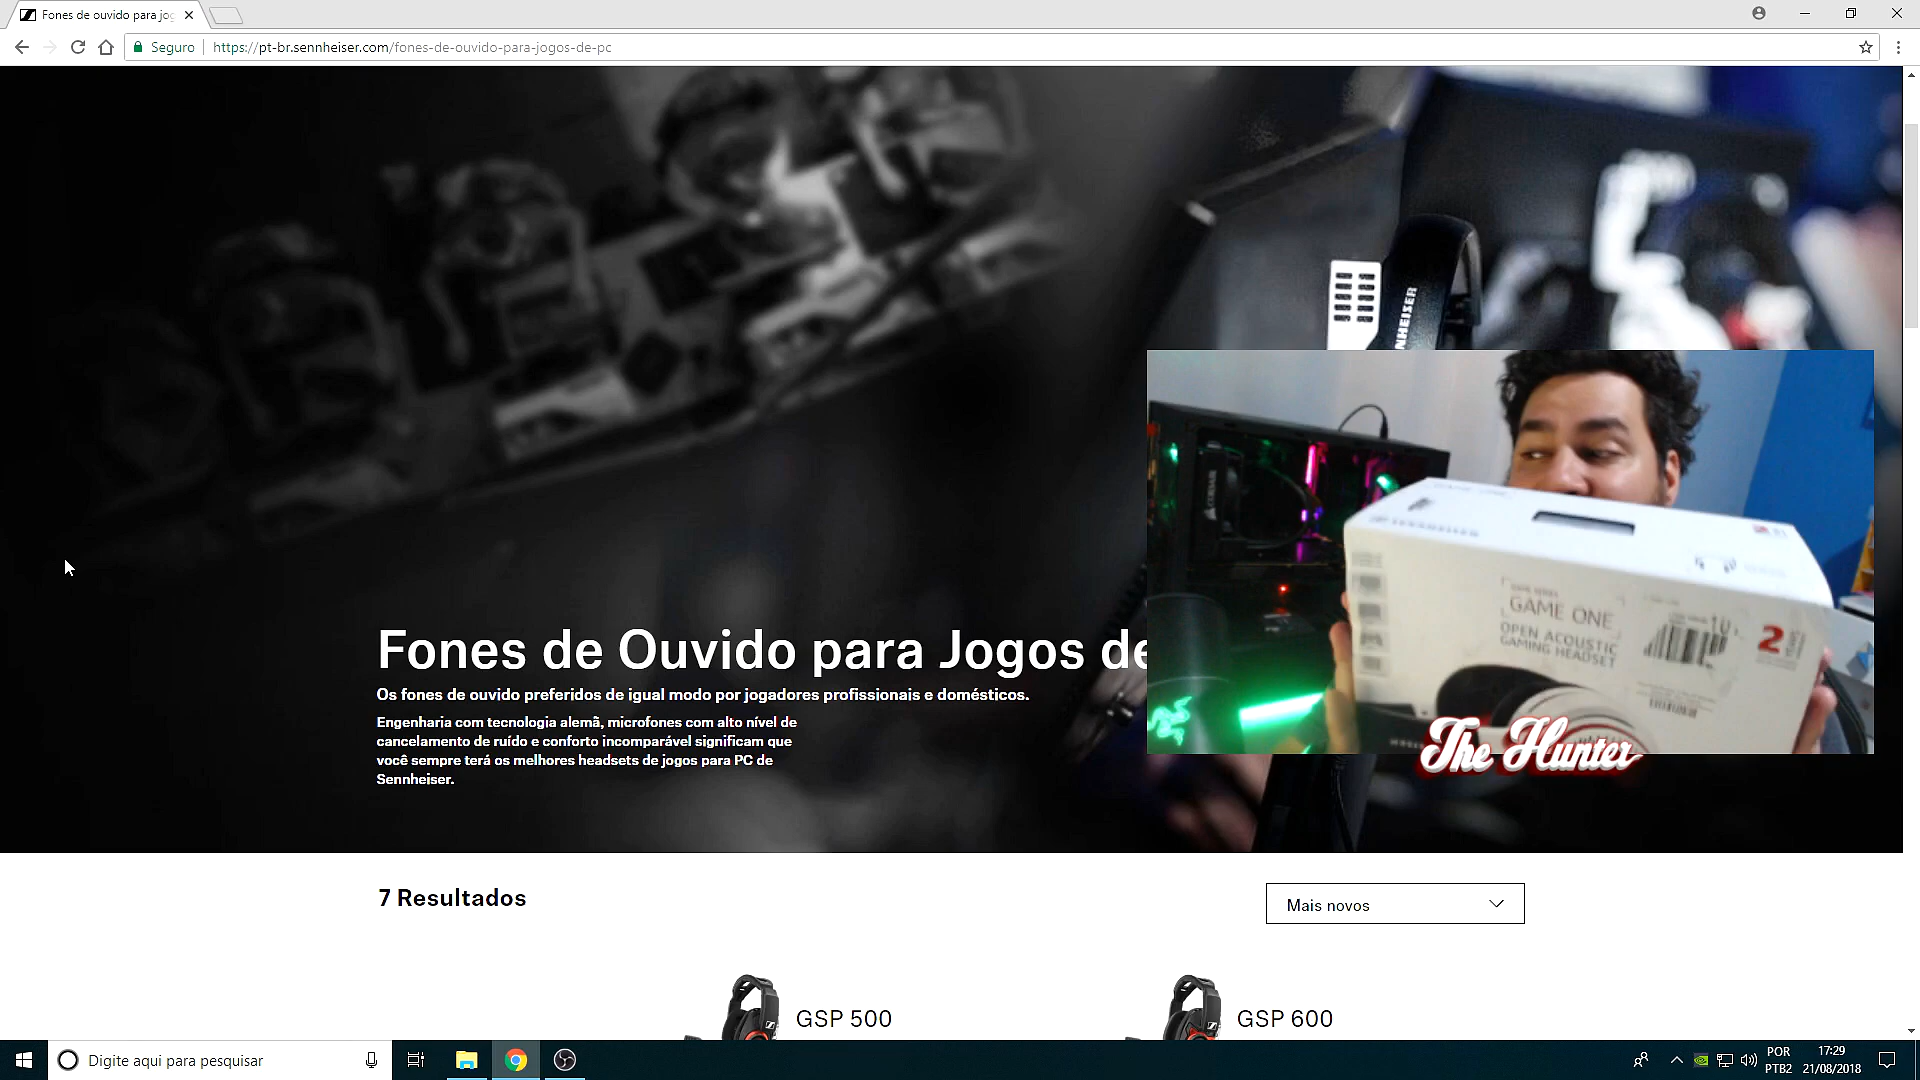 Fones de ouvido para jog
Seguro
https://pt-br.sennheiser.com/fones-de-ouvido-para-jogos-de-pc
NHEISER
CORSAIR
SENNHEISER
GAME ONE
OPEN ACOUSTIC
GAMING HEADSET
2
The Hunter
Fones de Ouvido para Jogos de
Os fones de ouvido preferidos de igual modo por jogadores profissionais e domésticos.
Engenharia com tecnologia alemã, microfones com alto nível de
cancelamento de ruído e conforto incomparável significam que
você sempre terá os melhores headsets de jogos para PC de
Sennheiser.
7 Resultados
Mais novos
GSP 500
GSP 600
Digite aqui para pesquisar
POR
PTB2
17:29
21/08/2018